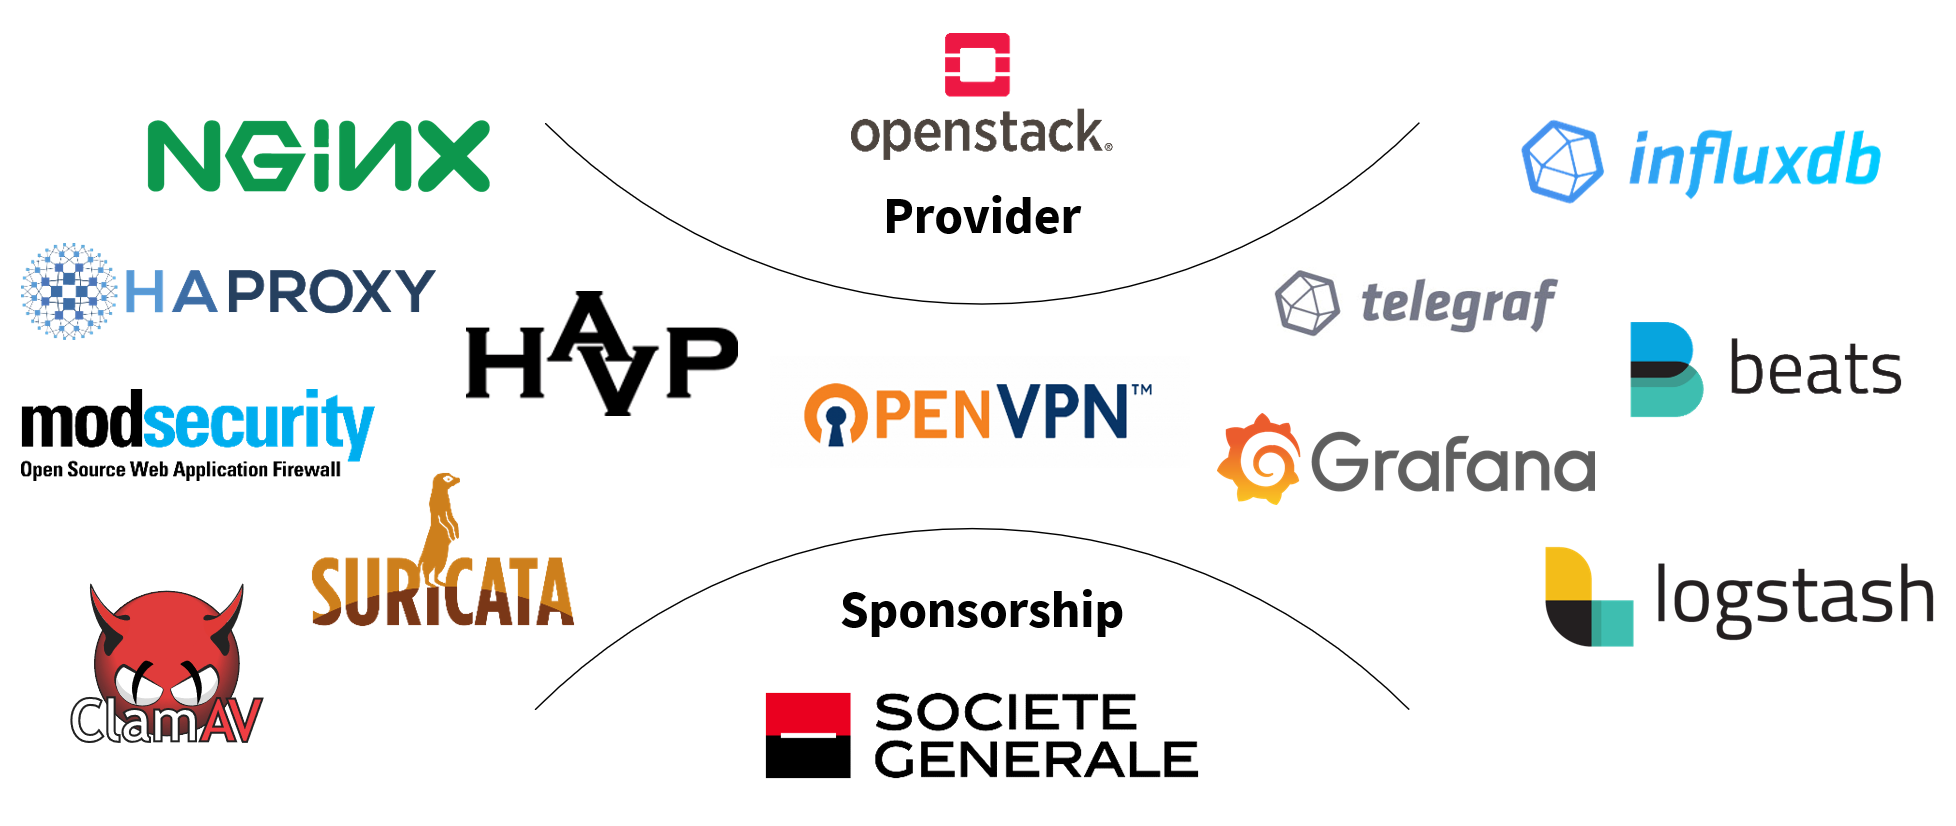 openstack®
Provider
NGiNX
HAPROXY
HAVP
modsecurity
Open Source Web Application Firewall
SURiCATA
ClamAV
OPENVPN™
influxdb
telegraf
beats
Grafana
logstash
Sponsorship
SOCIETE
GENERALE